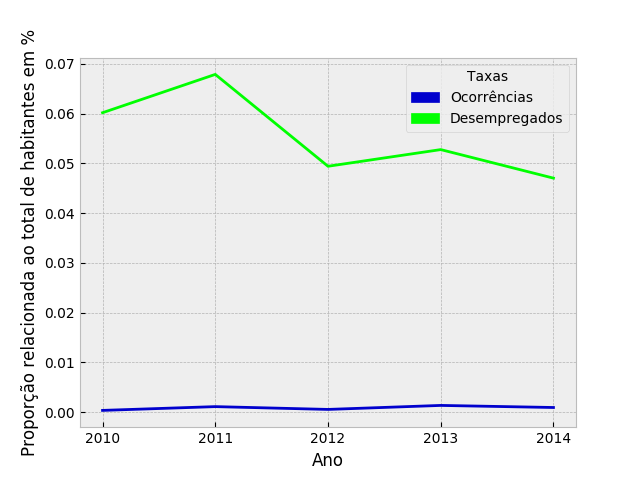 Proporção relacionada ao total de habitantes em %
0.07
0.06
0.05
0.04
0.03
0.02
0.01
0.00
Taxas
Ocorrências
Desempregados
2010 2011 2012 2013 2014
Ano